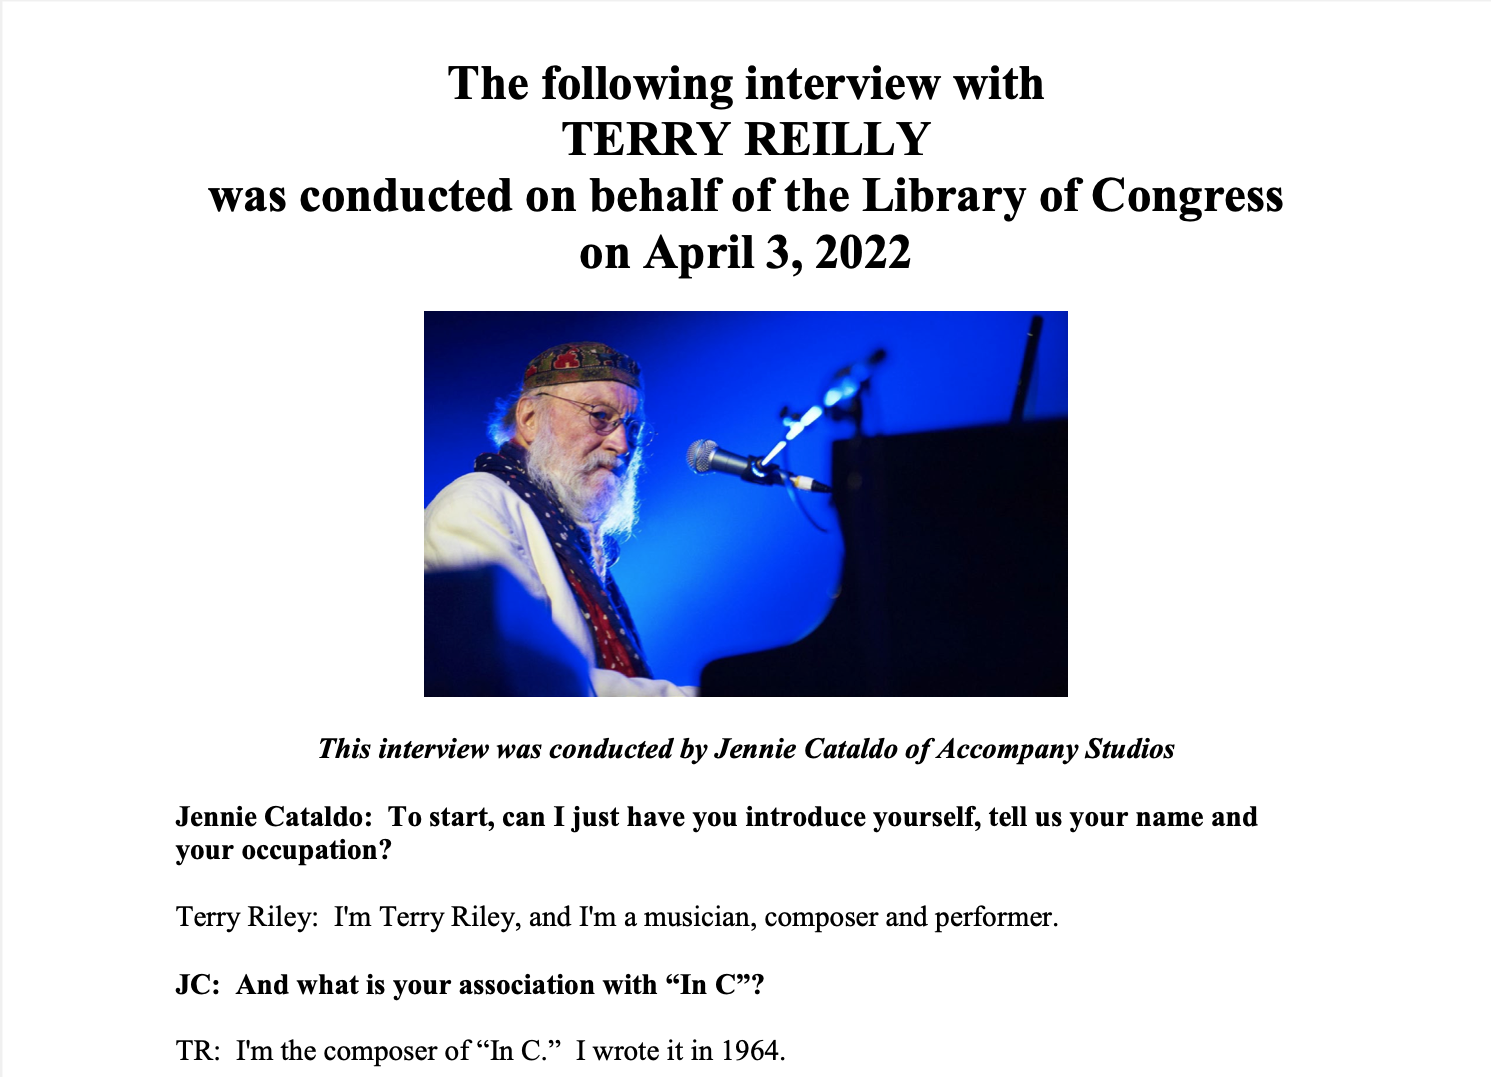 The following interview with
TERRY REILLY
was conducted on behalf of the Library of Congress
on April 3, 2022
This interview was conducted by Jennie Cataldo of Accompany Studios
Jennie Cataldo:  To start, can I just have you introduce yourself, tell us your name and
your occupation?
Terry Riley:  I'm Terry Riley, and I'm a musician, composer and performer.
JC:  And what is your association with “In C”?
TR:  I'm the composer of “In C.”  I wrote it in 1964.